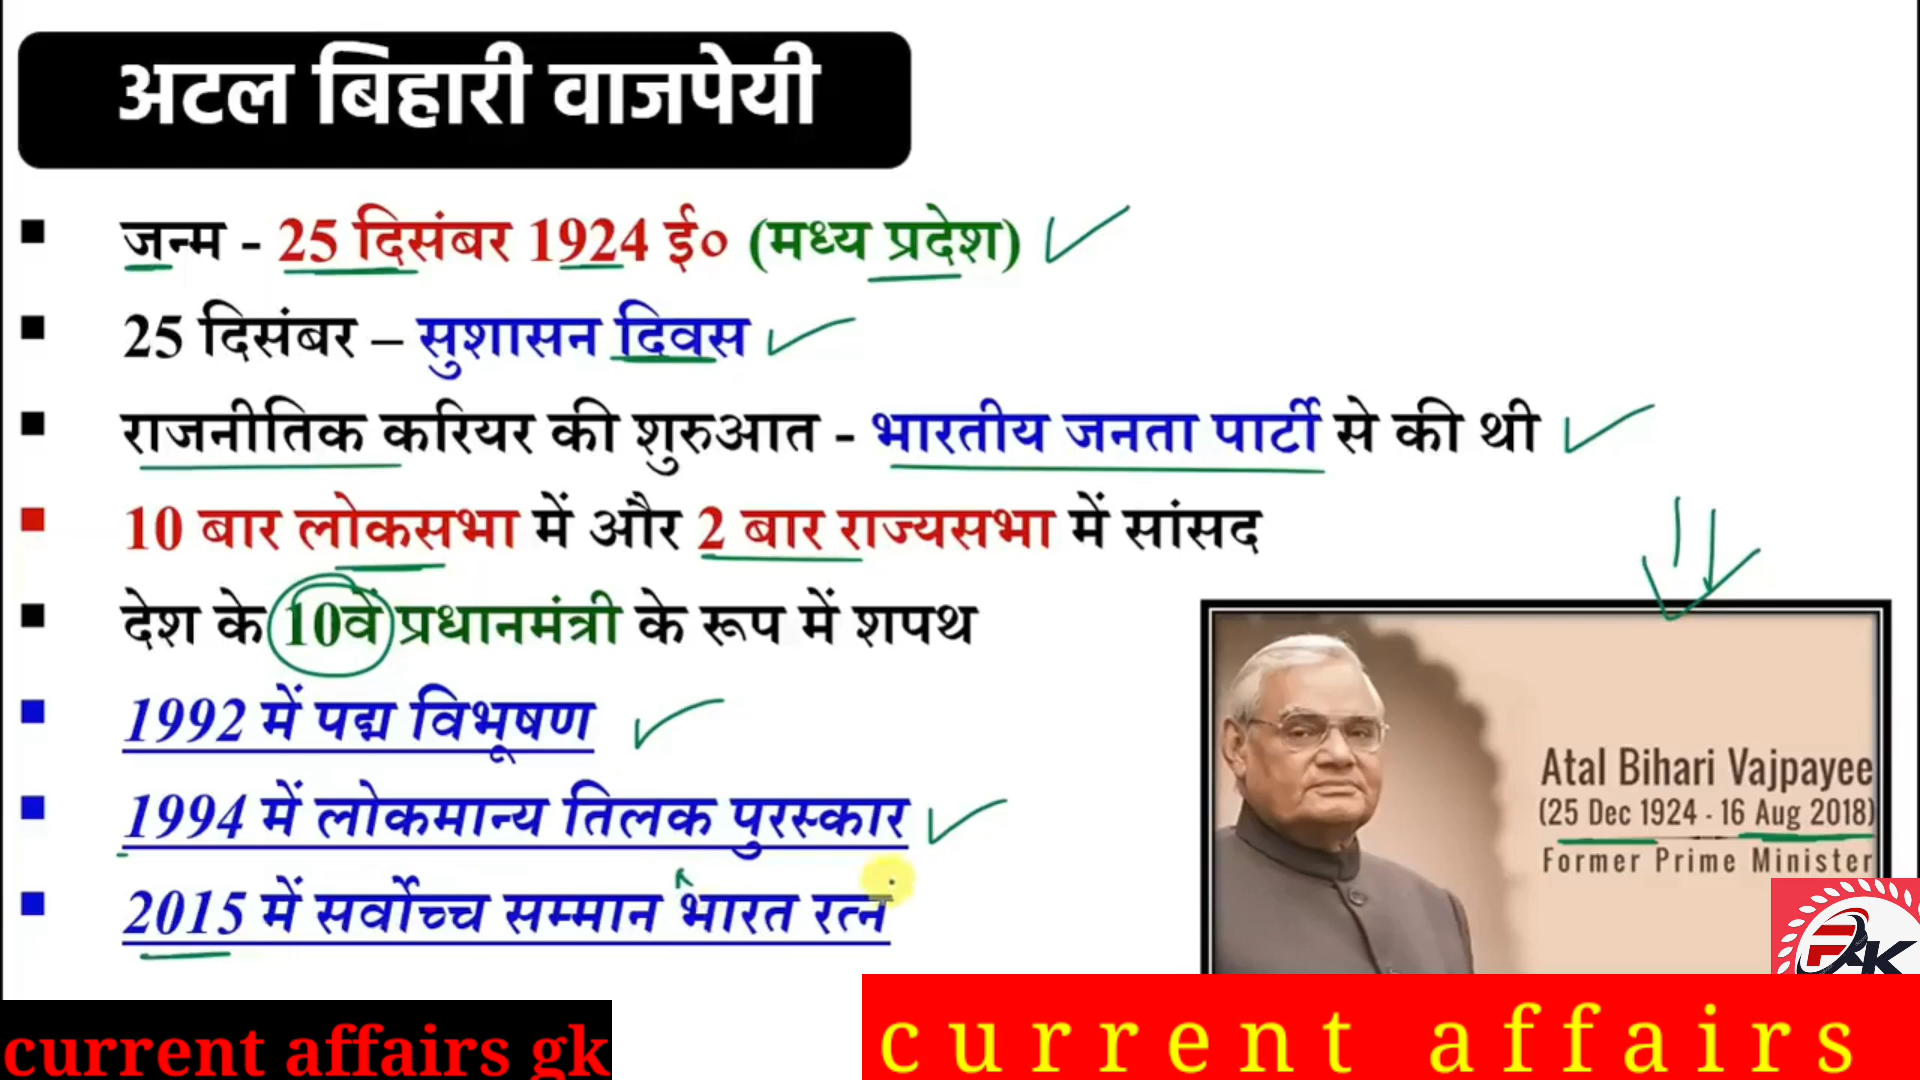 अटल बिहारी वाजपेयी
जन्म - 25 दिसंबर 1924 ई० (मध्य प्रदेश)
25 दिसंबर – सुशासन दिवस
राजनीतिक करियर की शुरुआत - भारतीय जनता पार्टी से की थी
10 बार लोकसभा में और 2 बार राज्यसभा में सांसद
देश के 10वें प्रधानमंत्री के रूप में शपथ
1992 में पद्म विभूषण
1994 में लोकमान्य तिलक पुरस्कार
2015 में सर्वोच्च सम्मान भारत रत्न
Atal Bihari Vajpayee
(25 Dec 1924 - 16 Aug 2018)
Former Prime Minister
current affairs gk
current affairs